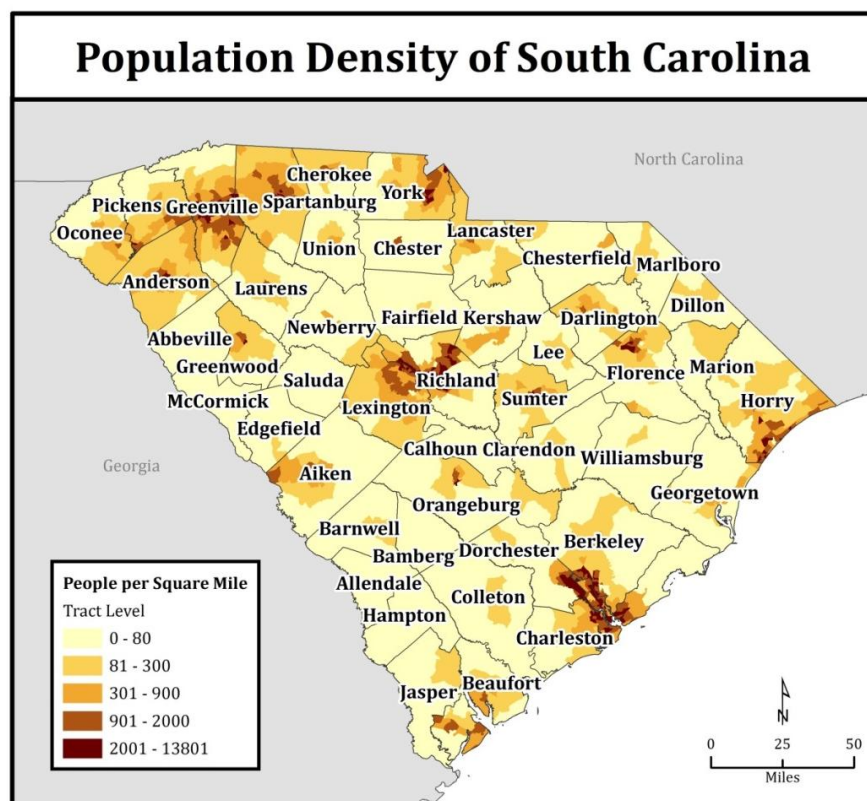 Population Density of South Carolina
North Carolina
Cherokee
York
Pickens
Greenville
Spartanburg
Oconee
Union
Chester
Lancaster
Chesterfield
Marlboro
Anderson
Laurens
Dillon
Abbeville
Newberry
Fairfield
Kershaw
Darlington
Greenwood
Saluda
Richland
Lee
Florence
Marion
McCormick
Lexington
Sumter
Horry
Edgefield
Georgia
Aiken
Calhoun
Clarendon
Williamsburg
Orangeburg
Georgetown
Barnwell
Bamberg
Dorchester
Berkeley
Allendale
Colleton
Hampton
Charleston
Jasper
Beaufort
People per Square Mile
Tract Level
0 - 80
81 - 300
301 - 900
901 - 2000
2001 - 13801
N
0 25 50
Miles